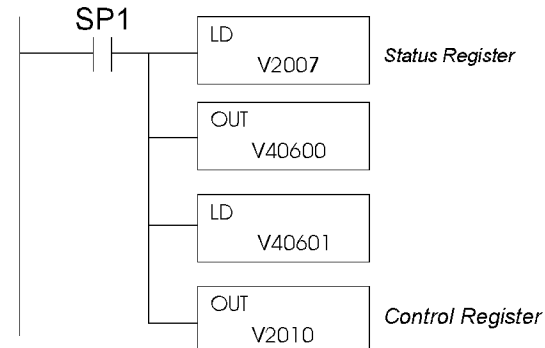 SP1
LD
V2007
Status Register
OUT
V40600
LD
V40601
OUT
V2010
Control Register